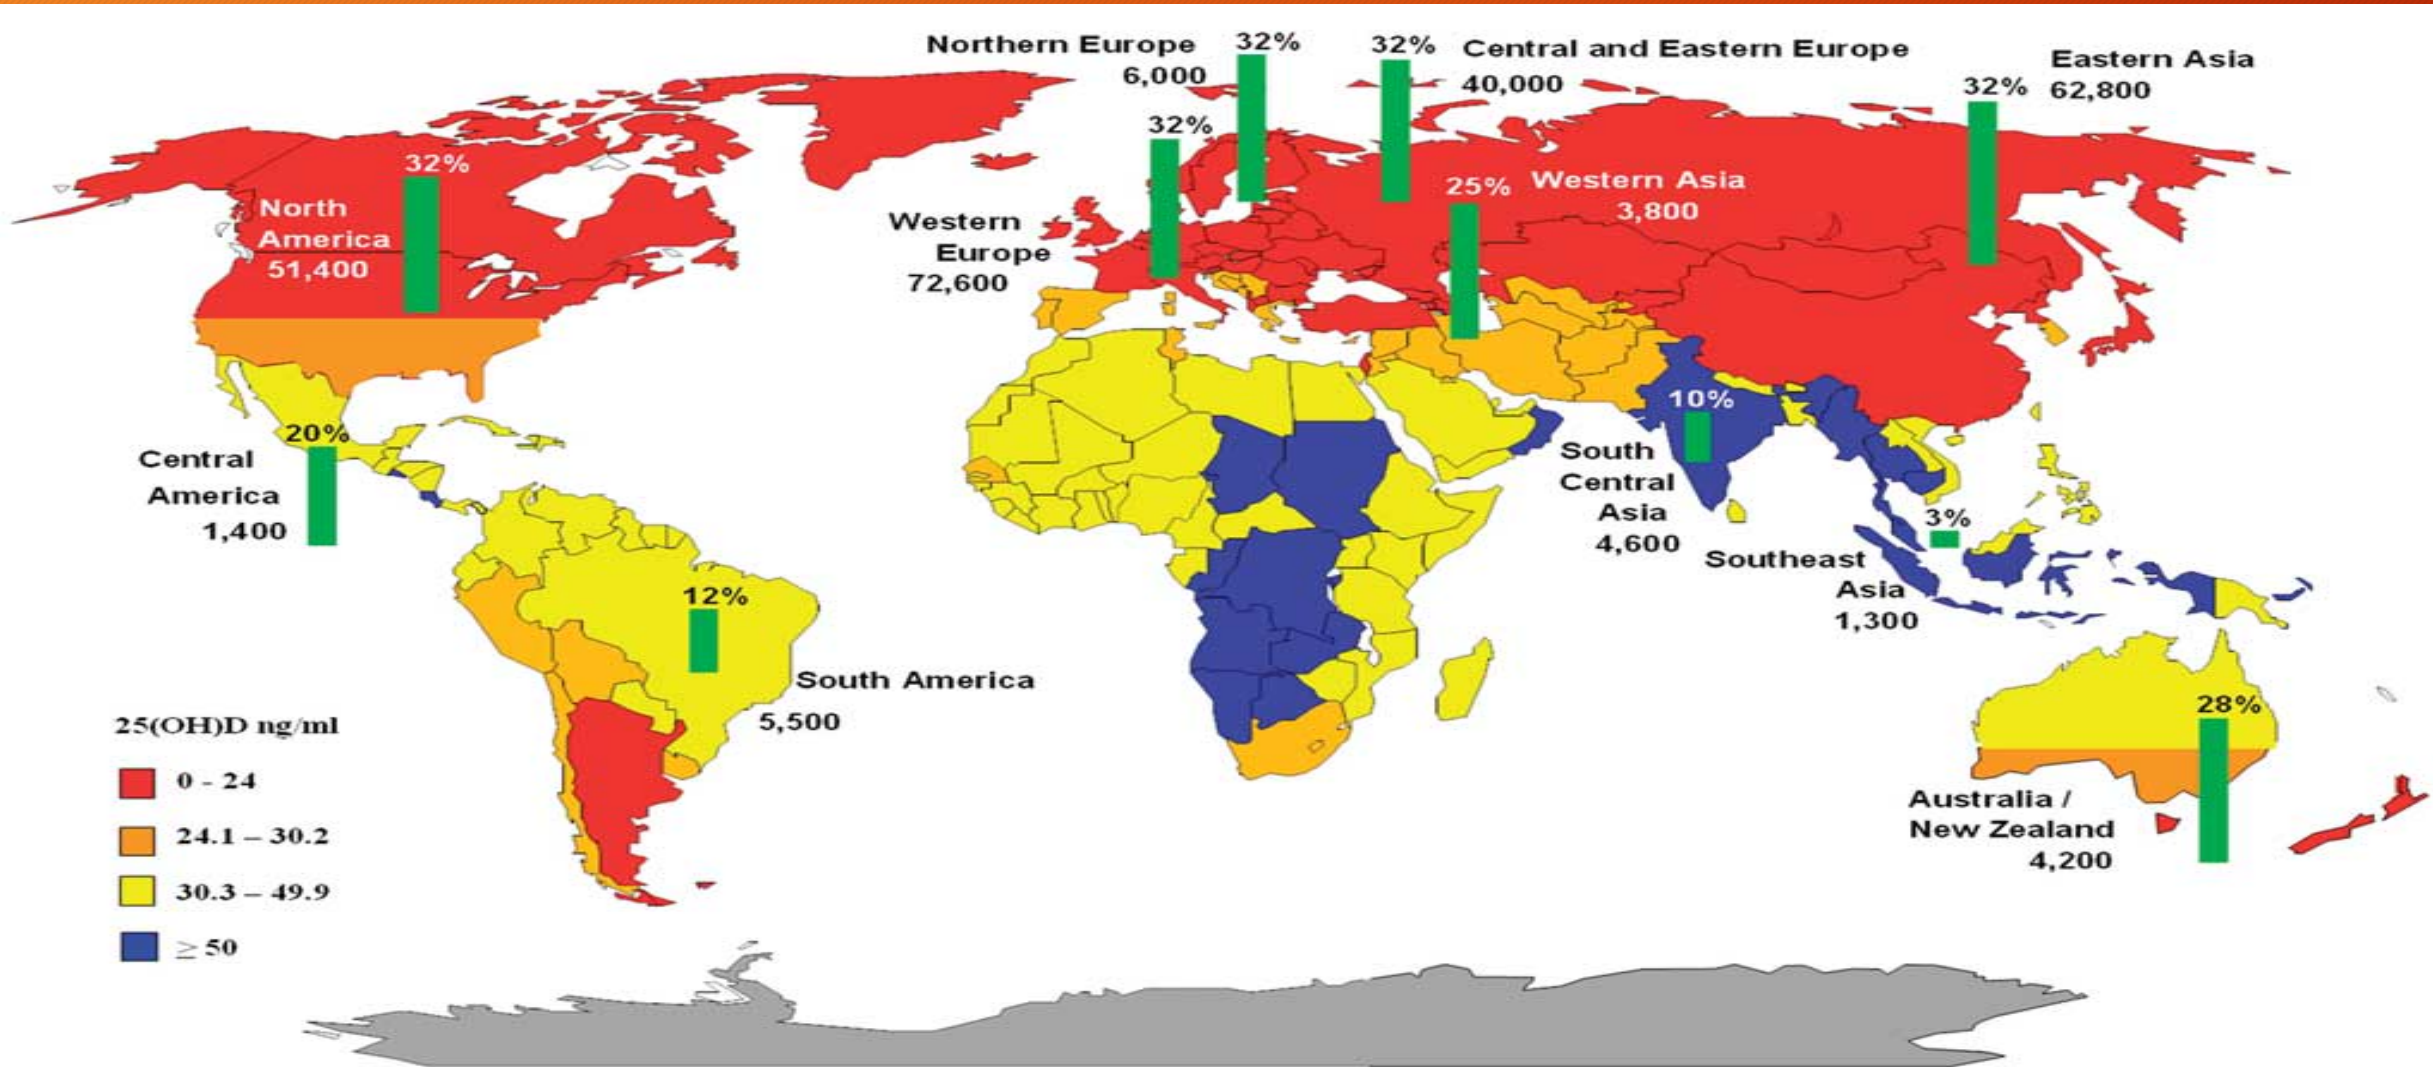 Northern Europe
6,000
32%
32%
Central and Eastern Europe
40,000
Eastern Asia
32%
62,800
32%
32%
North
America
51,400
Western
Europe
72,600
25%
Western Asia
3,800
20%
Central
America
1,400
10%
South
Central
Asia
4,600
3%
Southeast
Asia
1,300
12%
South America
5,500
28%
Australia /
New Zealand
4,200
25(OH)D ng/ml
0 - 24
24.1 – 30.2
30.3 – 49.9
≥ 50